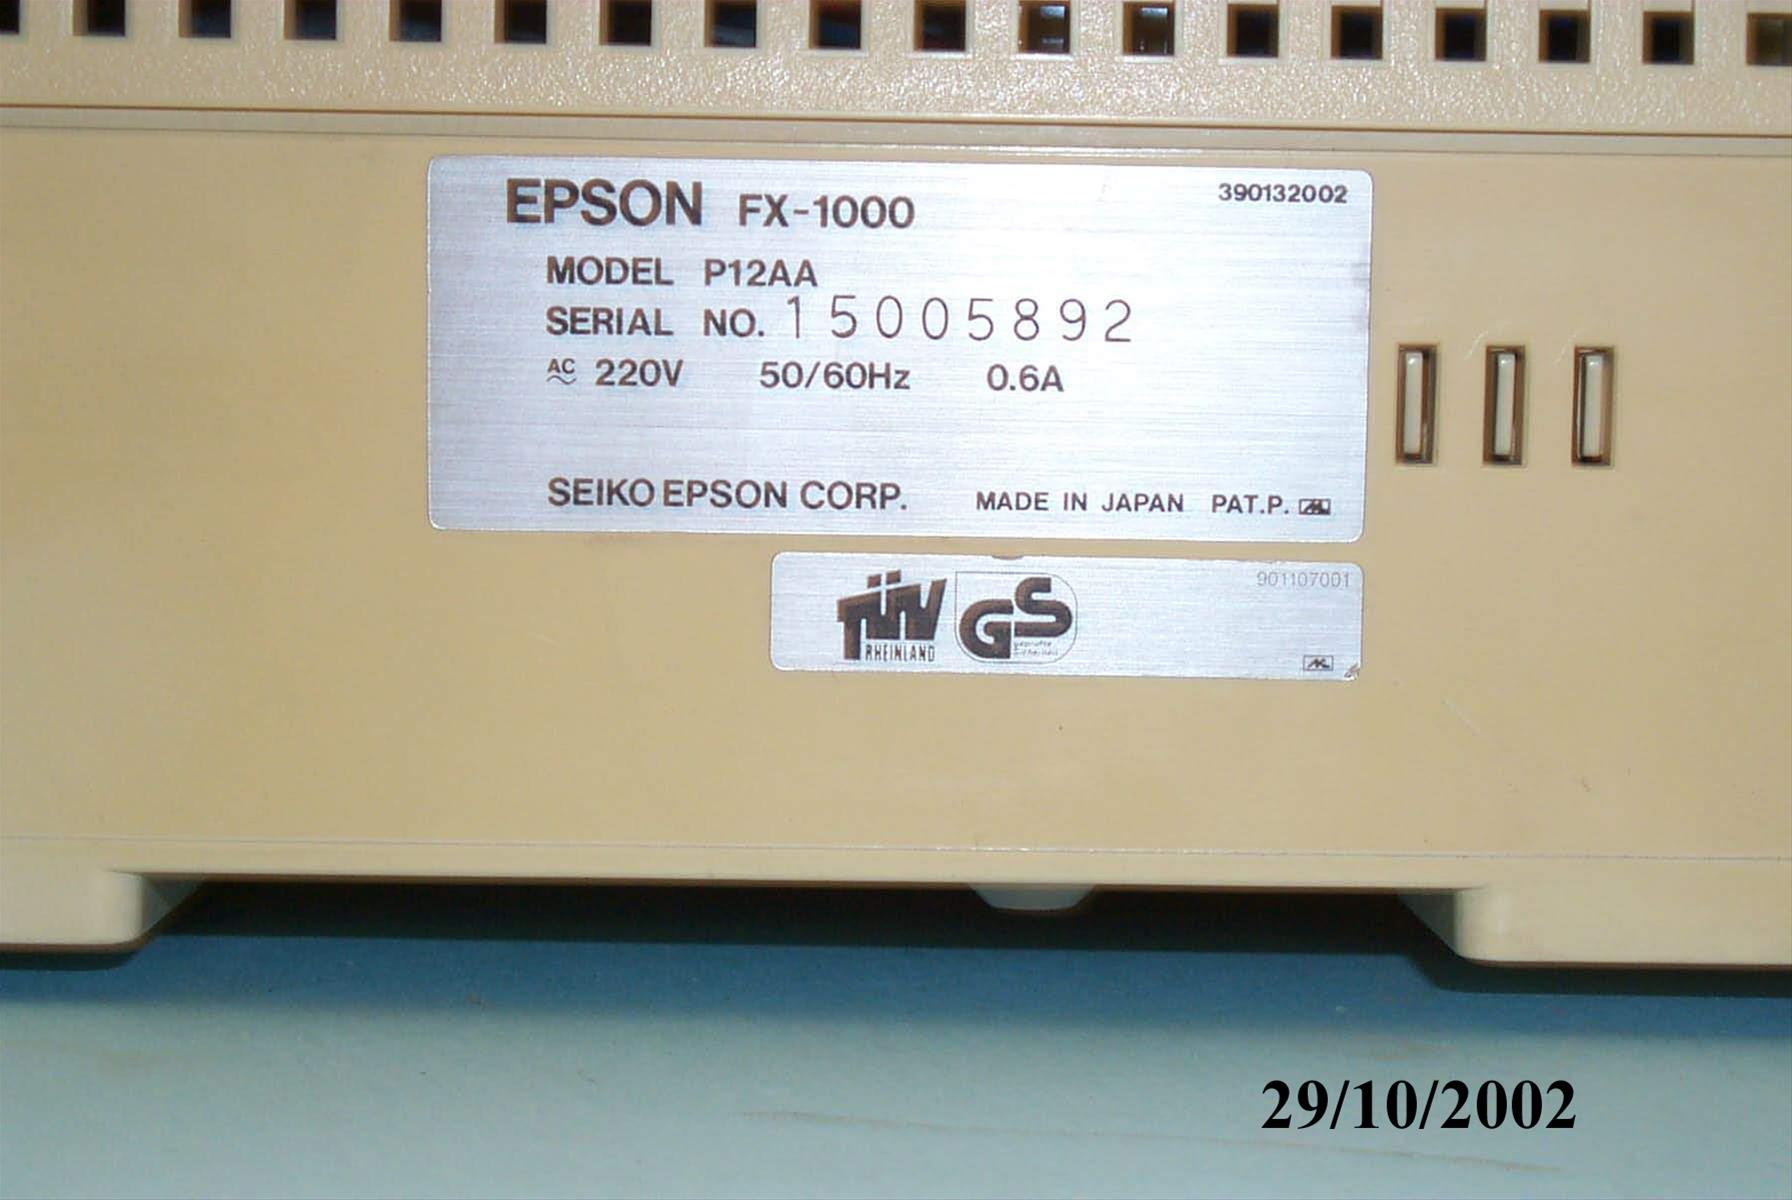 EPSON FX-1000 390132002
MODEL P12AA
SERIAL NO. 15005892
AC 220V 50/60Hz 0.6A
SEIKO EPSON CORP. MADE IN JAPAN PAT.P.
TÜV GS 901107001
RHEINLAND
29/10/2002